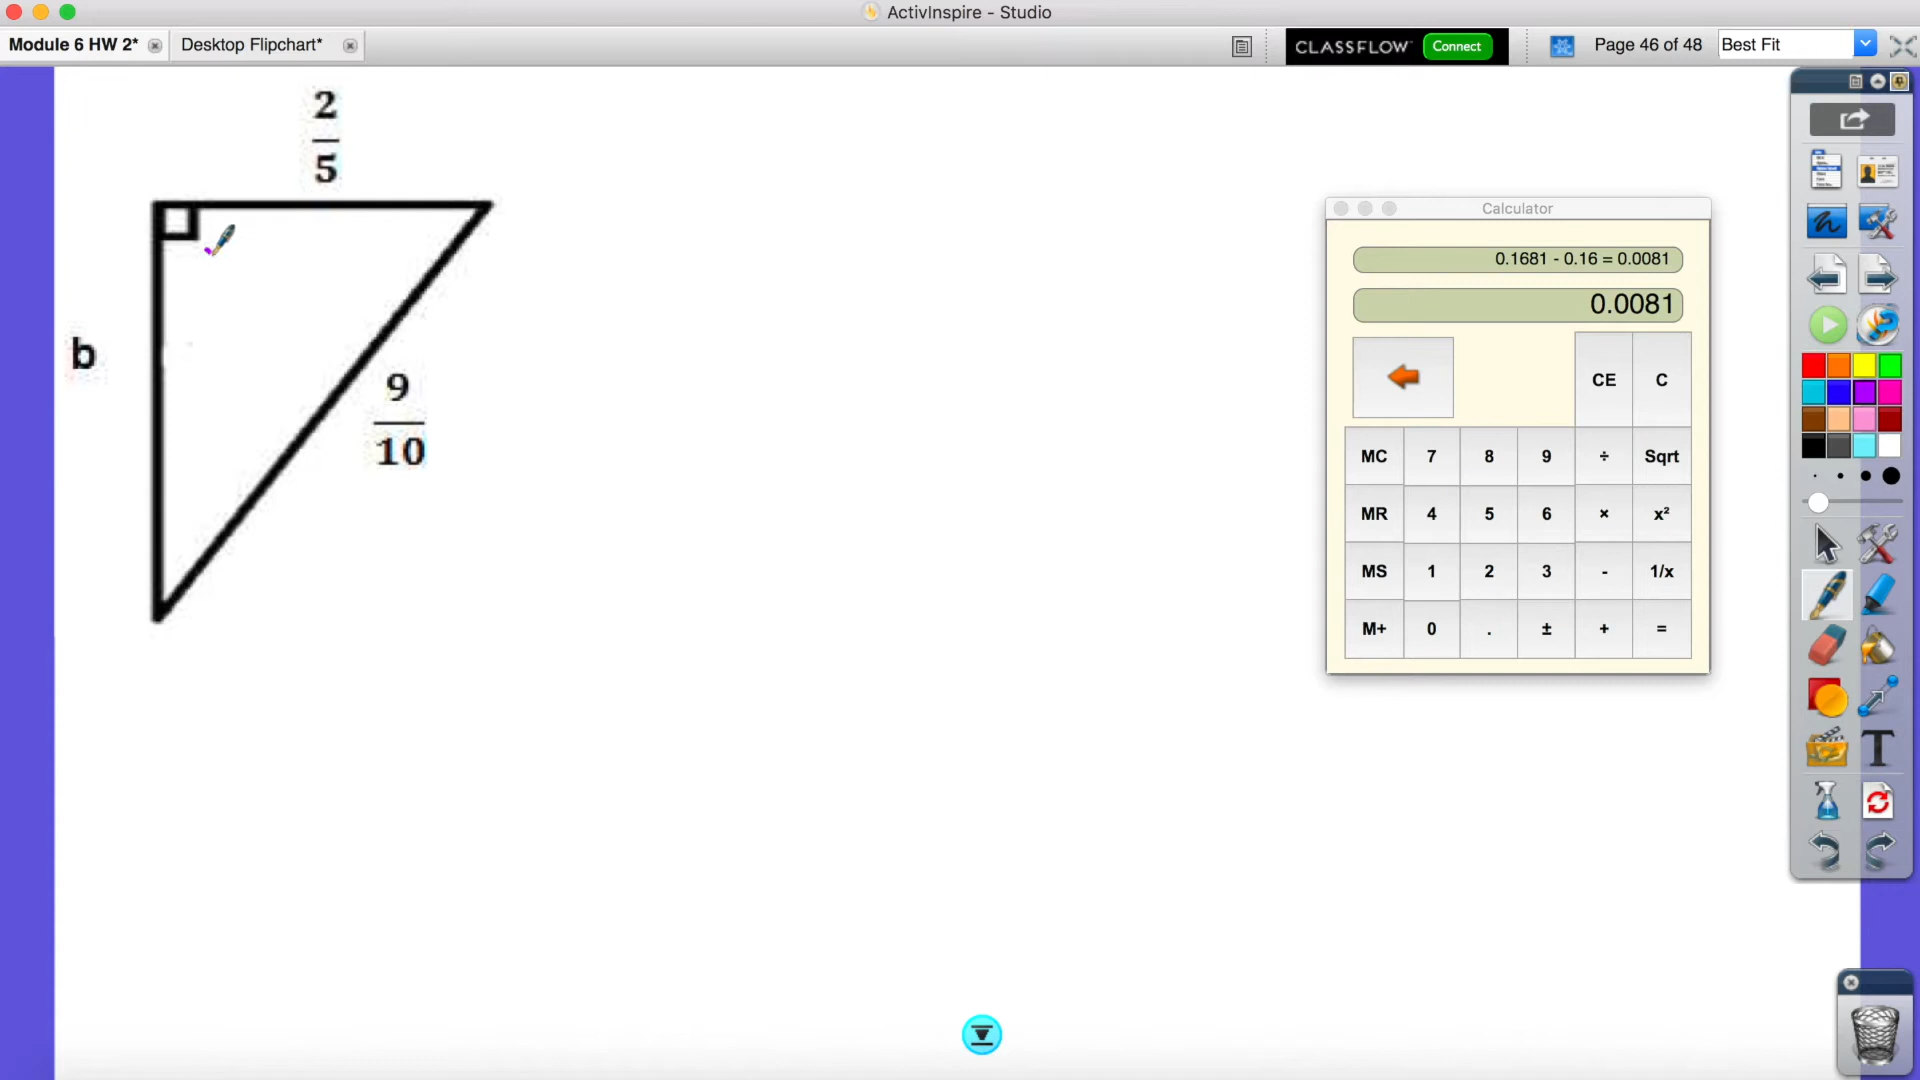 ActivInspire - Studio
Module 6 HW 2*
Desktop Flipchart*
CLASSFLOW
Connect
Page 46 of 48
Best Fit
2
5
b
9
10
Calculator
0.1681 - 0.16 = 0.0081
0.0081
CE C
MC 7 8 9 ÷ Sqrt
MR 4 5 6 × x²
MS 1 2 3 - 1/x
M+ 0 . ± + =
T